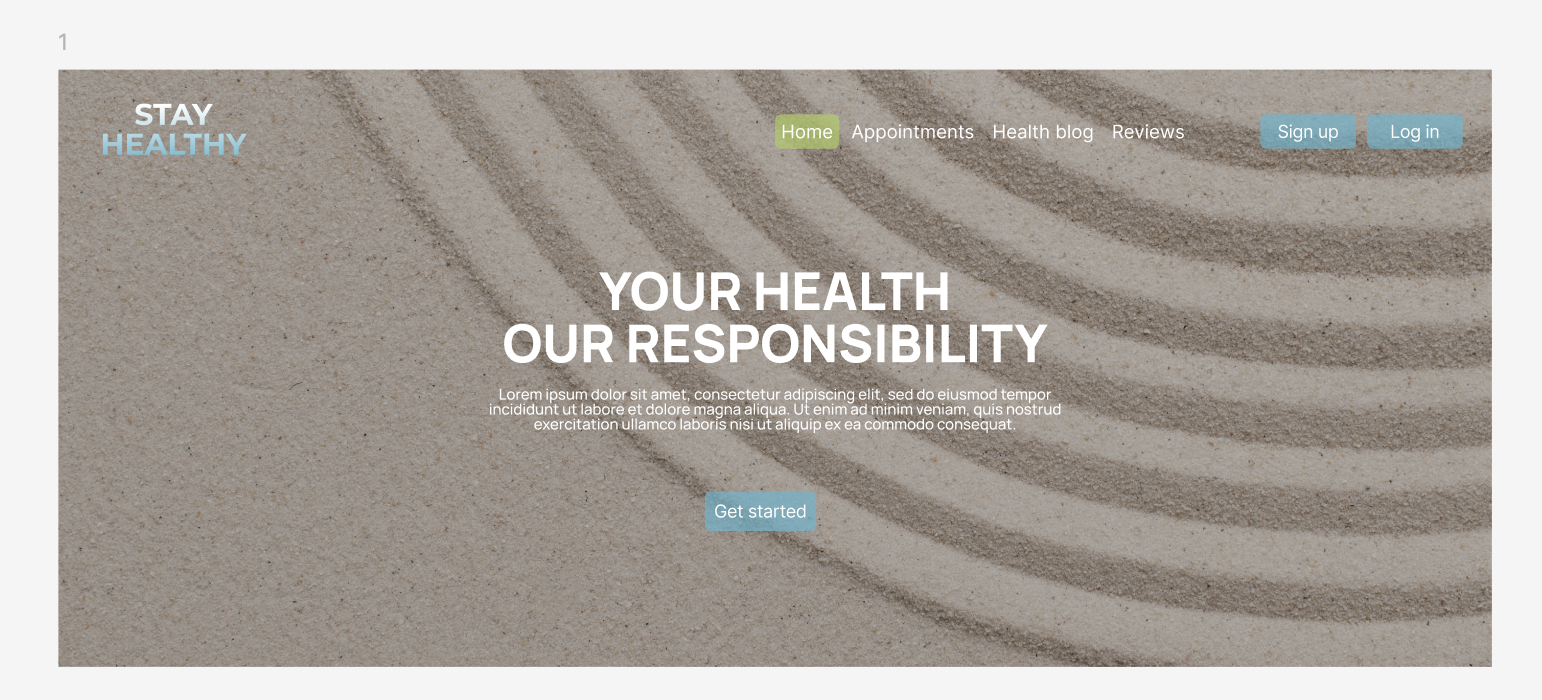 1
STAY
HEALTHY
Home Appointments Health blog Reviews Sign up Log in
YOUR HEALTH
OUR RESPONSIBILITY
Lorem ipsum dolor sit amet, consectetur adipiscing elit, sed do eiusmod tempor
incididunt ut labore et dolore magna aliqua. Ut enim ad minim veniam, quis nostrud
exercitation ullamco laboris nisi ut aliquip ex ea commodo consequat.
Get started